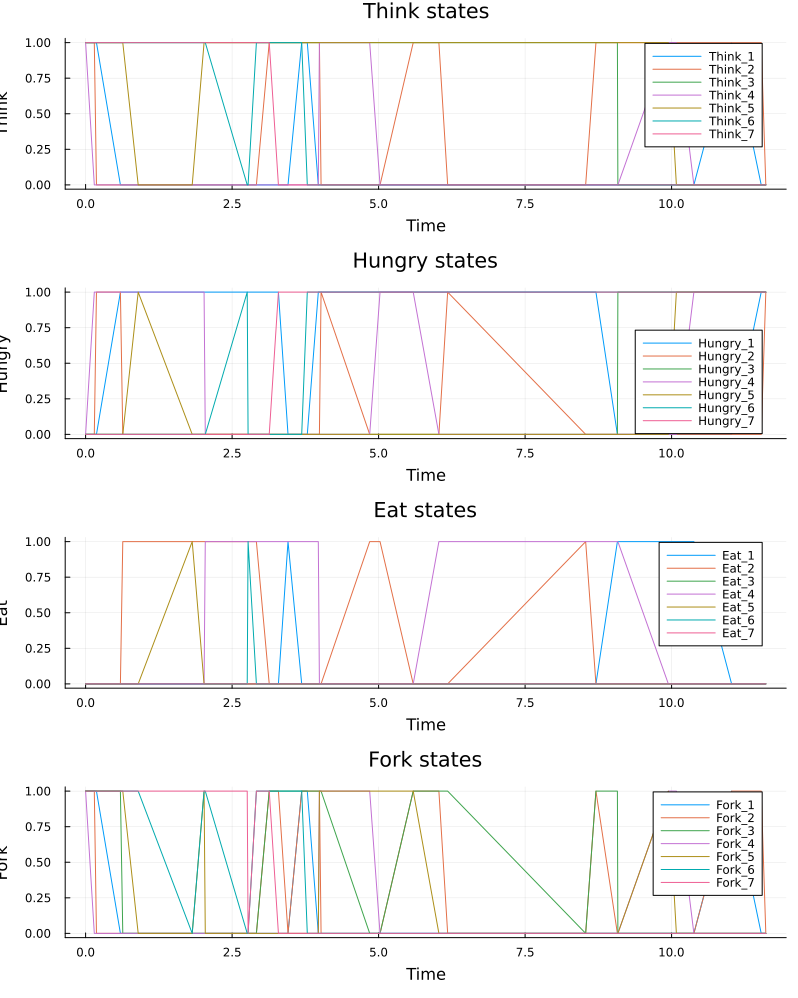 Think states
1.00
0.75
0.50
0.25
0.00
0.0
2.5
5.0
7.5
10.0
Time
Think_1
Think_2
Think_3
Think_4
Think_5
Think_6
Think_7
Hungry states
Hungry
1.00
0.75
0.50
0.25
0.00
0.0
2.5
5.0
7.5
10.0
Time
Hungry_1
Hungry_2
Hungry_3
Hungry_4
Hungry_5
Hungry_6
Hungry_7
Eat states
Eat
1.00
0.75
0.50
0.25
0.00
0.0
2.5
5.0
7.5
10.0
Time
Eat_1
Eat_2
Eat_3
Eat_4
Eat_5
Eat_6
Eat_7
Fork states
Fork
1.00
0.75
0.50
0.25
0.00
0.0
2.5
5.0
7.5
10.0
Time
Fork_1
Fork_2
Fork_3
Fork_4
Fork_5
Fork_6
Fork_7